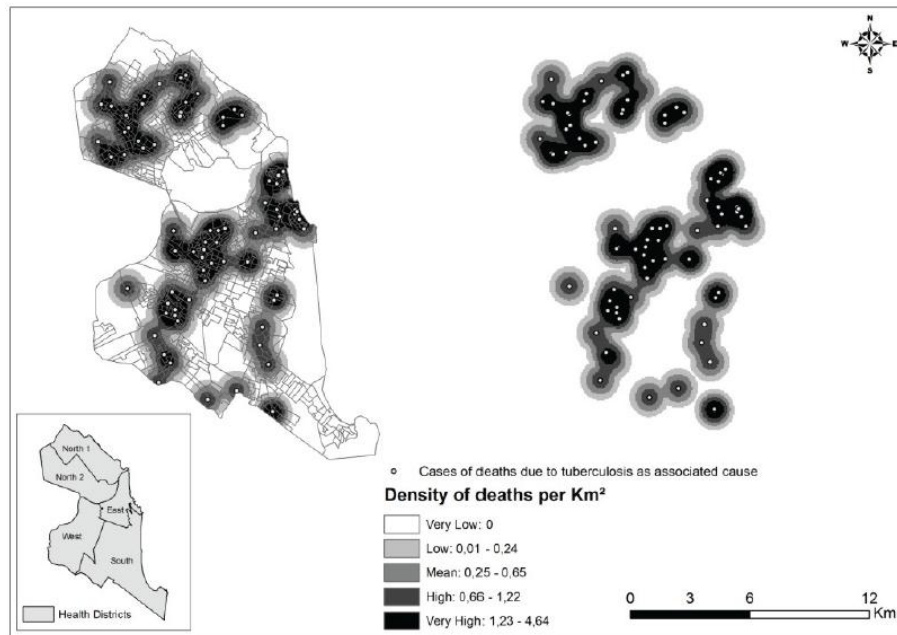 N
W E
S
North 1
North 2
East
West
South
Health Districts
Cases of deaths due to tuberculosis as associated cause
Density of deaths per Km²
Very Low: 0
Low: 0,01 - 0,24
Mean: 0,25 - 0,65
High: 0,66 - 1,22
Very High: 1,23 - 4,64
0 3 6 12
Km